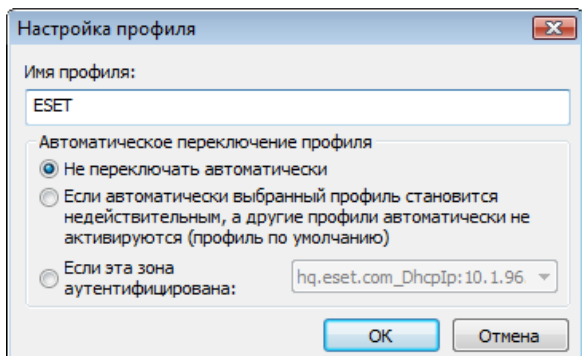 Настройка профиля
Имя профиля:
ESET
Автоматическое переключение профиля
Не переключать автоматически
Если автоматически выбранный профиль становится
недействительным, а другие профили автоматически не
активируются (профиль по умолчанию)
Если эта зона
аутентифицирована:
hq.eset.com_DhcpIp:10.1.96.
ОК
Отмена